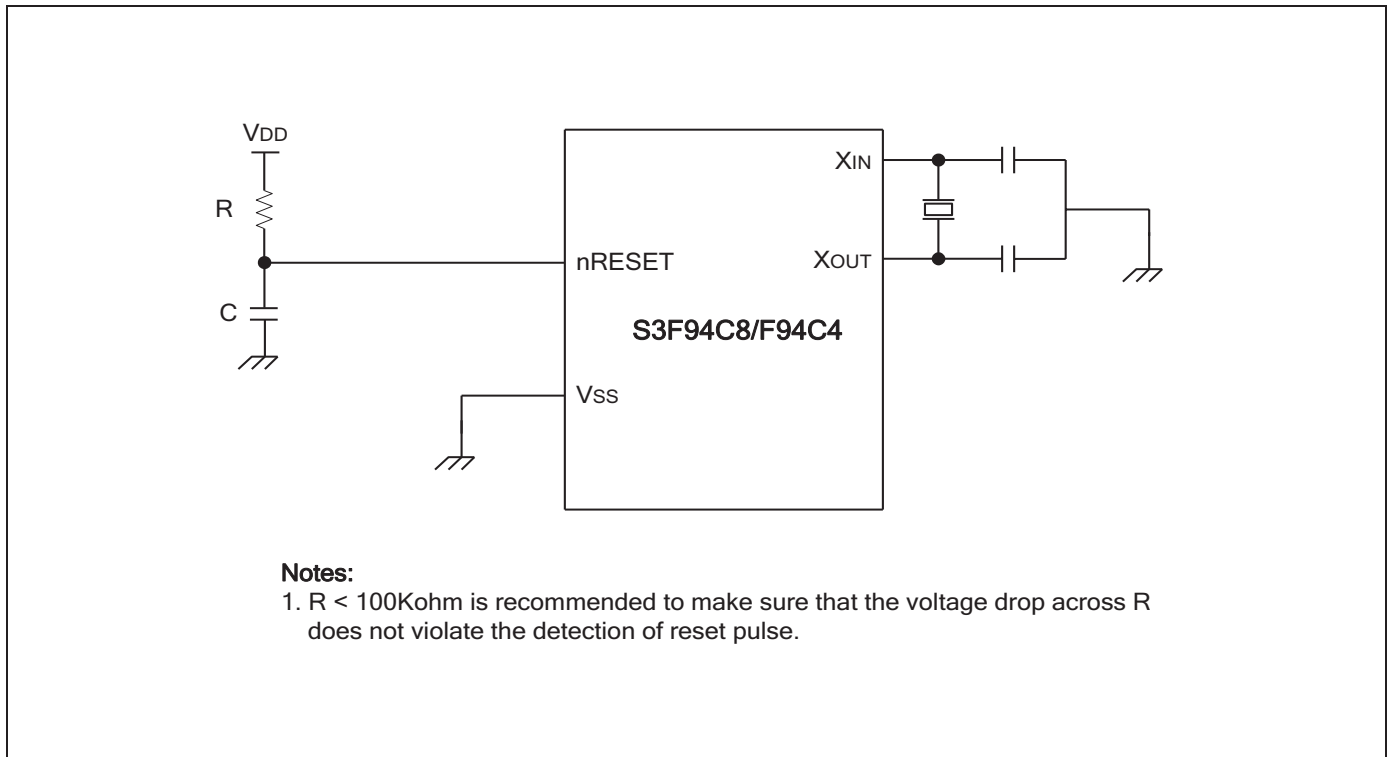 VDD
R
C
nRESET
XIN
XOUT
S3F94C8/F94C4
VSS
Notes:
1. R < 100Kohm is recommended to make sure that the voltage drop across R
does not violate the detection of reset pulse.